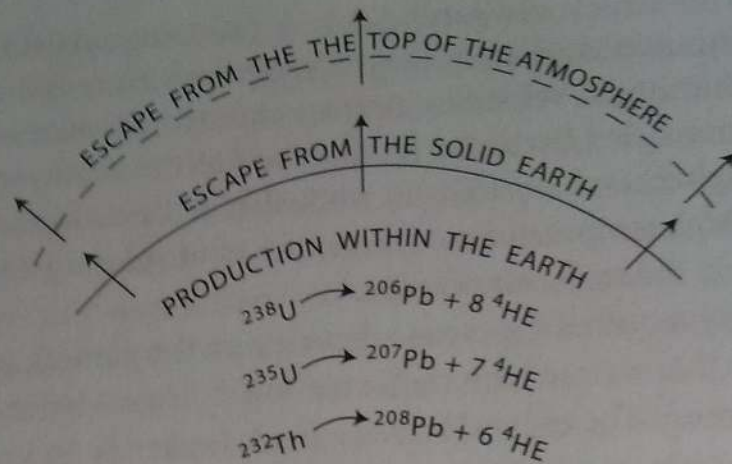 ESCAPE FROM THE THE TOP OF THE ATMOSPHERE
ESCAPE FROM THE SOLID EARTH
PRODUCTION WITHIN THE EARTH
²³⁸U → ²⁰⁶Pb + 8 ⁴HE
²³⁵U → ²⁰⁷Pb + 7 ⁴HE
²³²Th → ²⁰⁸Pb + 6 ⁴HE